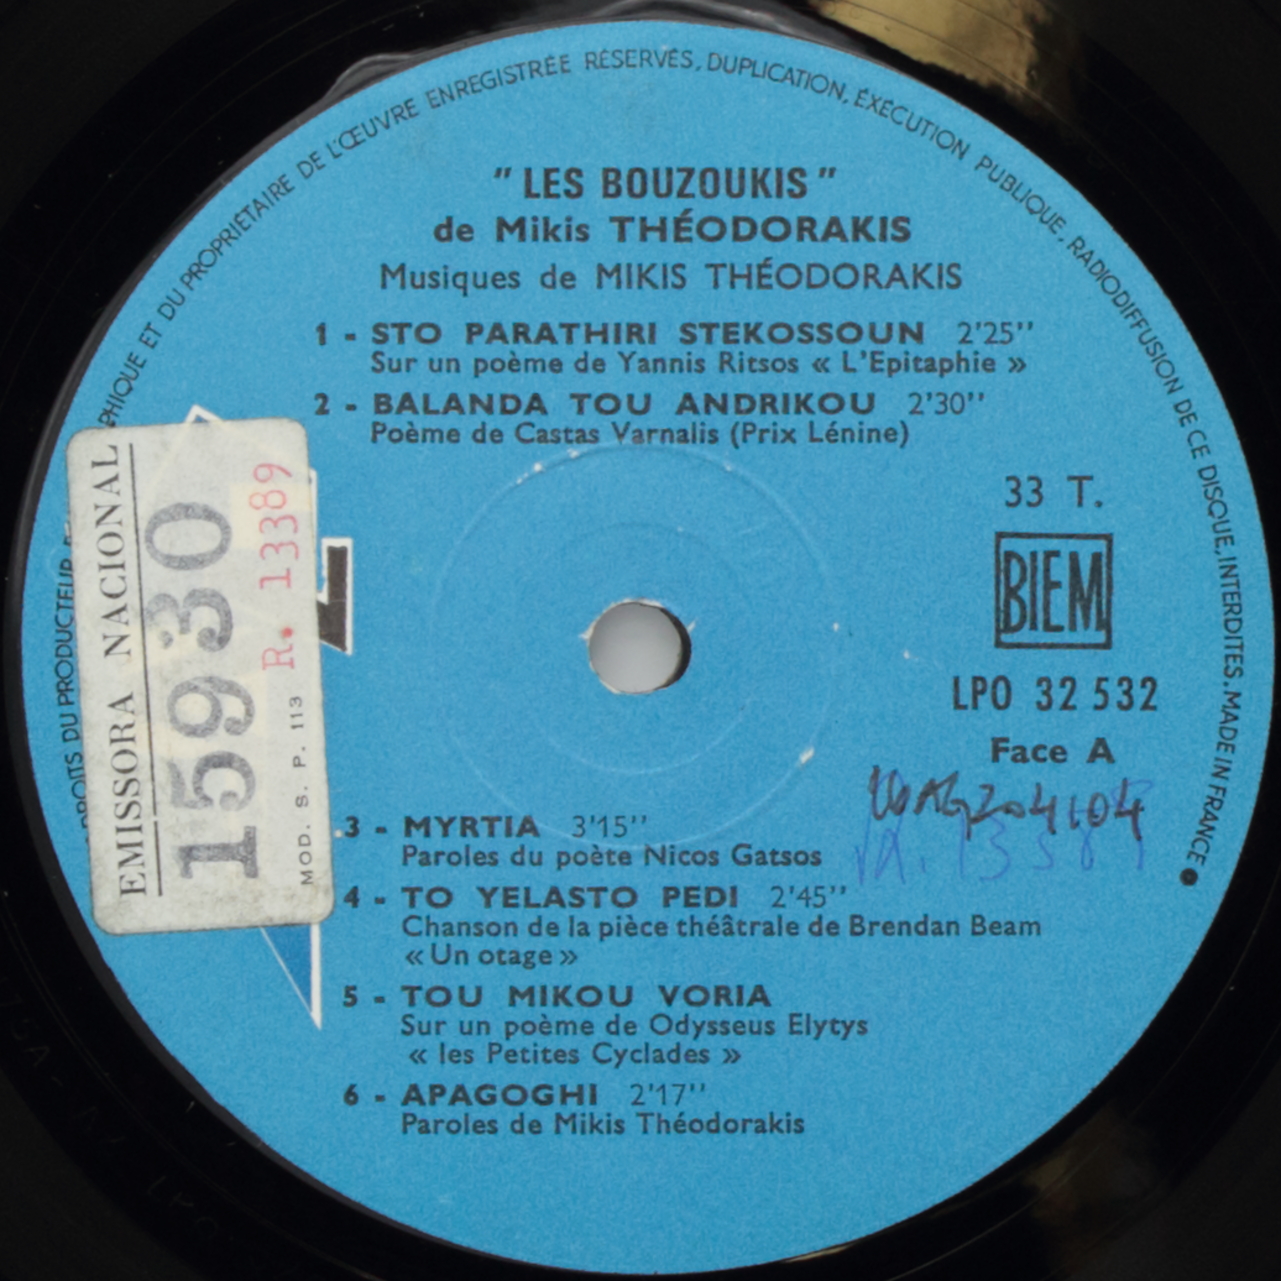 DROITS DU PRODUCTEUR
PHIQUE ET DU PROPRIÉTAIRE DE L'ŒUVRE ENREGISTRÉE RÉSERVÉS, DUPLICATION, ÉXÉCUTION PUBLIQUE, RADIODIFFUSION DE CE DISQUE, INTERDITES. MADE IN FRANCE ●
" LES BOUZOUKIS "
de Mikis THÉODORAKIS
Musiques de MIKIS THÉODORAKIS
1 - STO PARATHIRI STEKOSSOUN 2'25''
Sur un poème de Yannis Ritsos « L'Epitaphie »
2 - BALANDA TOU ANDRIKOU 2'30''
Poème de Castas Varnalis (Prix Lénine)
33 T.
BIEM
LPO 32 532
Face A
EMISSORA NACIONAL
15930
R. 13389
MOD. S. P. 113
3 - MYRTIA 3'15''
Paroles du poète Nicos Gatsos
4 - TO YELASTO PEDI 2'45''
Chanson de la pièce théâtrale de Brendan Beam
« Un otage »
5 - TOU MIKOU VORIA
Sur un poème de Odysseus Elytys
« les Petites Cyclades »
6 - APAGOGHI 2'17''
Paroles de Mikis Théodorakis